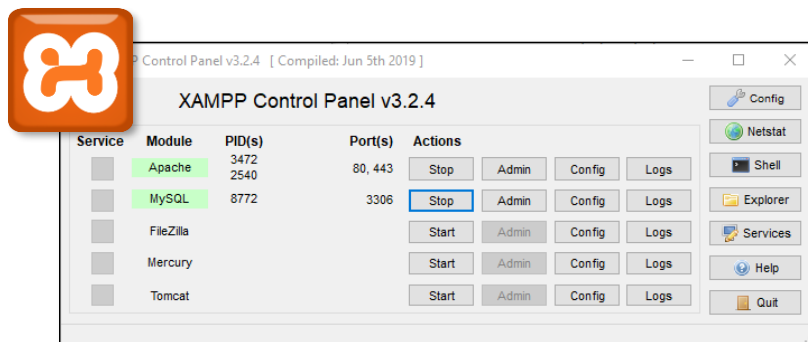 P Control Panel v3.2.4 [ Compiled: Jun 5th 2019 ]
XAMPP Control Panel v3.2.4
Config
Netstat
Service Module PID(s) Port(s) Actions
Apache 3472 2540 80, 443 Stop Admin Config Logs
Shell
MySQL 8772 3306 Stop Admin Config Logs
Explorer
FileZilla Start Admin Config Logs
Services
Mercury Start Admin Config Logs
Help
Tomcat Start Admin Config Logs
Quit